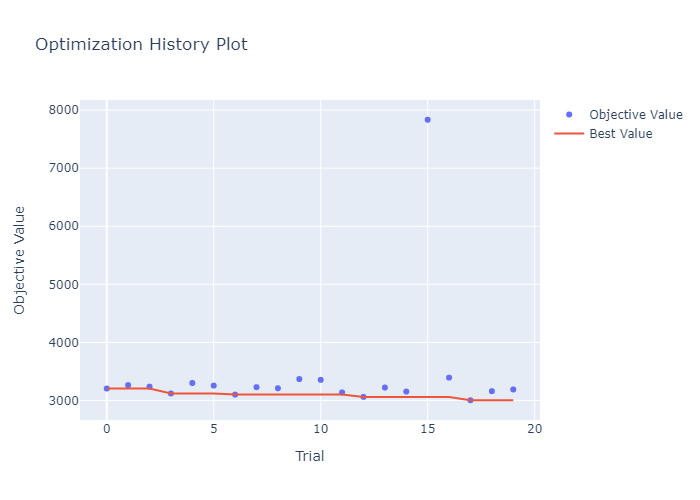 Optimization History Plot
Objective Value
8000
7000
6000
5000
4000
3000
0
5
10
15
20
Trial
Objective Value
Best Value